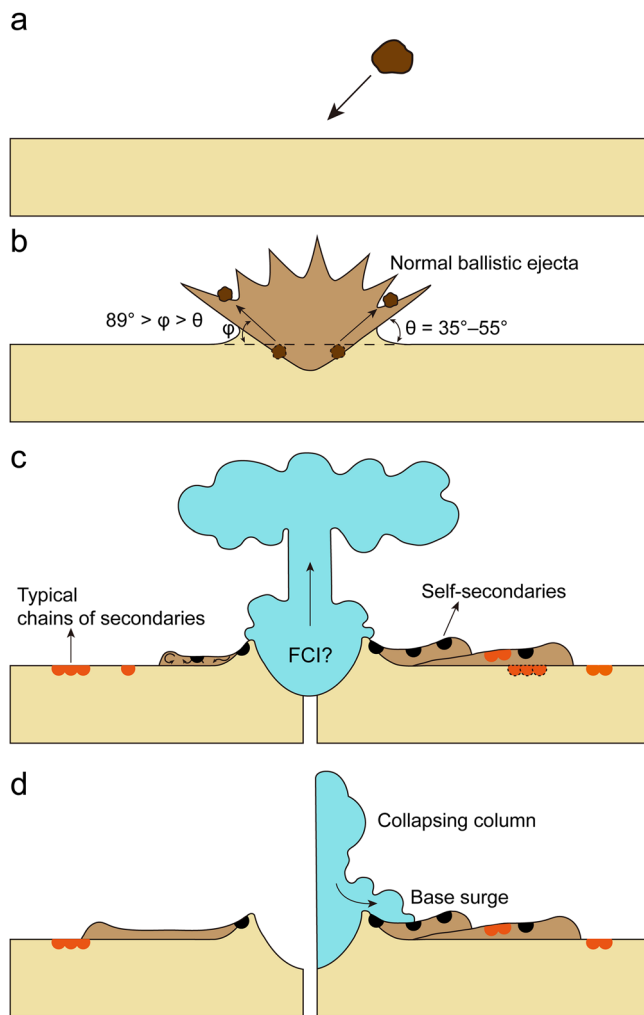 a
b
Normal ballistic ejecta
89° > φ > θ
φ
θ = 35°–55°
c
Typical
chains of secondaries
Self-secondaries
FCI?
d
Collapsing column
Base surge